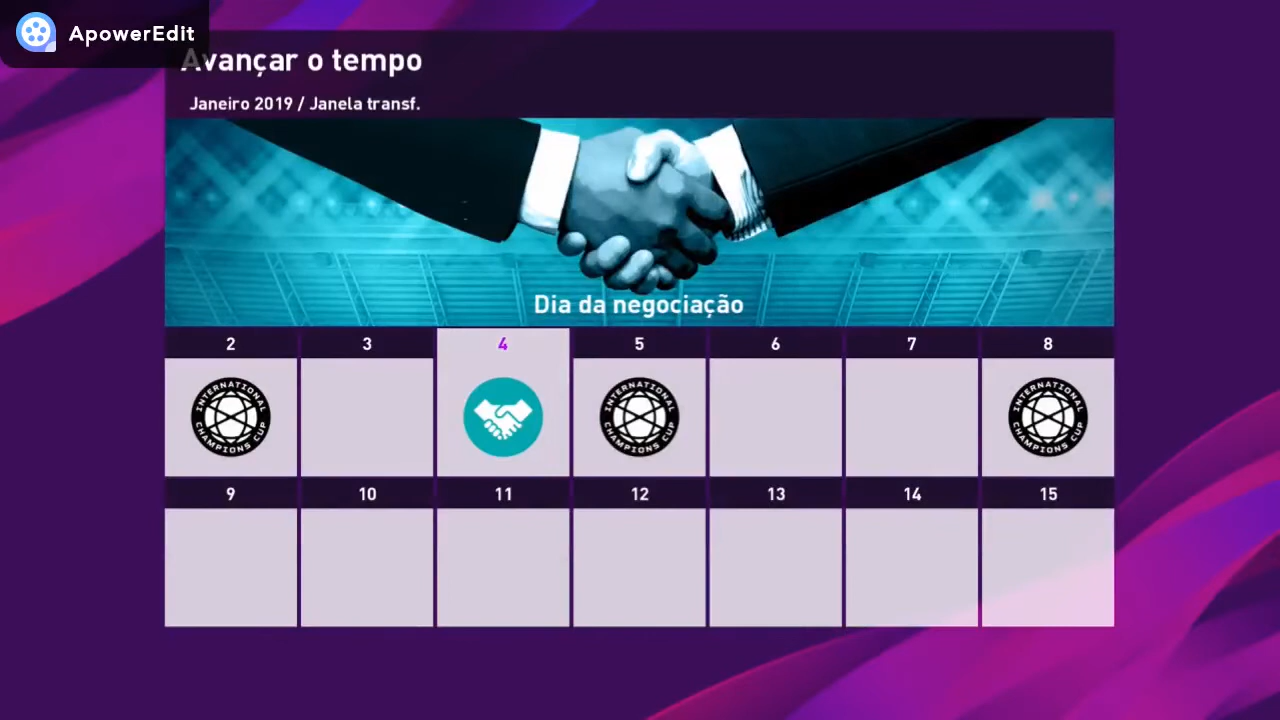 ApowerEdit
Avançar o tempo
Janeiro 2019 / Janela transf.
Dia da negociação
2 3 4 5 6 7 8
INTERNATIONAL CHAMPIONS CUP INTERNATIONAL CHAMPIONS CUP INTERNATIONAL CHAMPIONS CUP
9 10 11 12 13 14 15